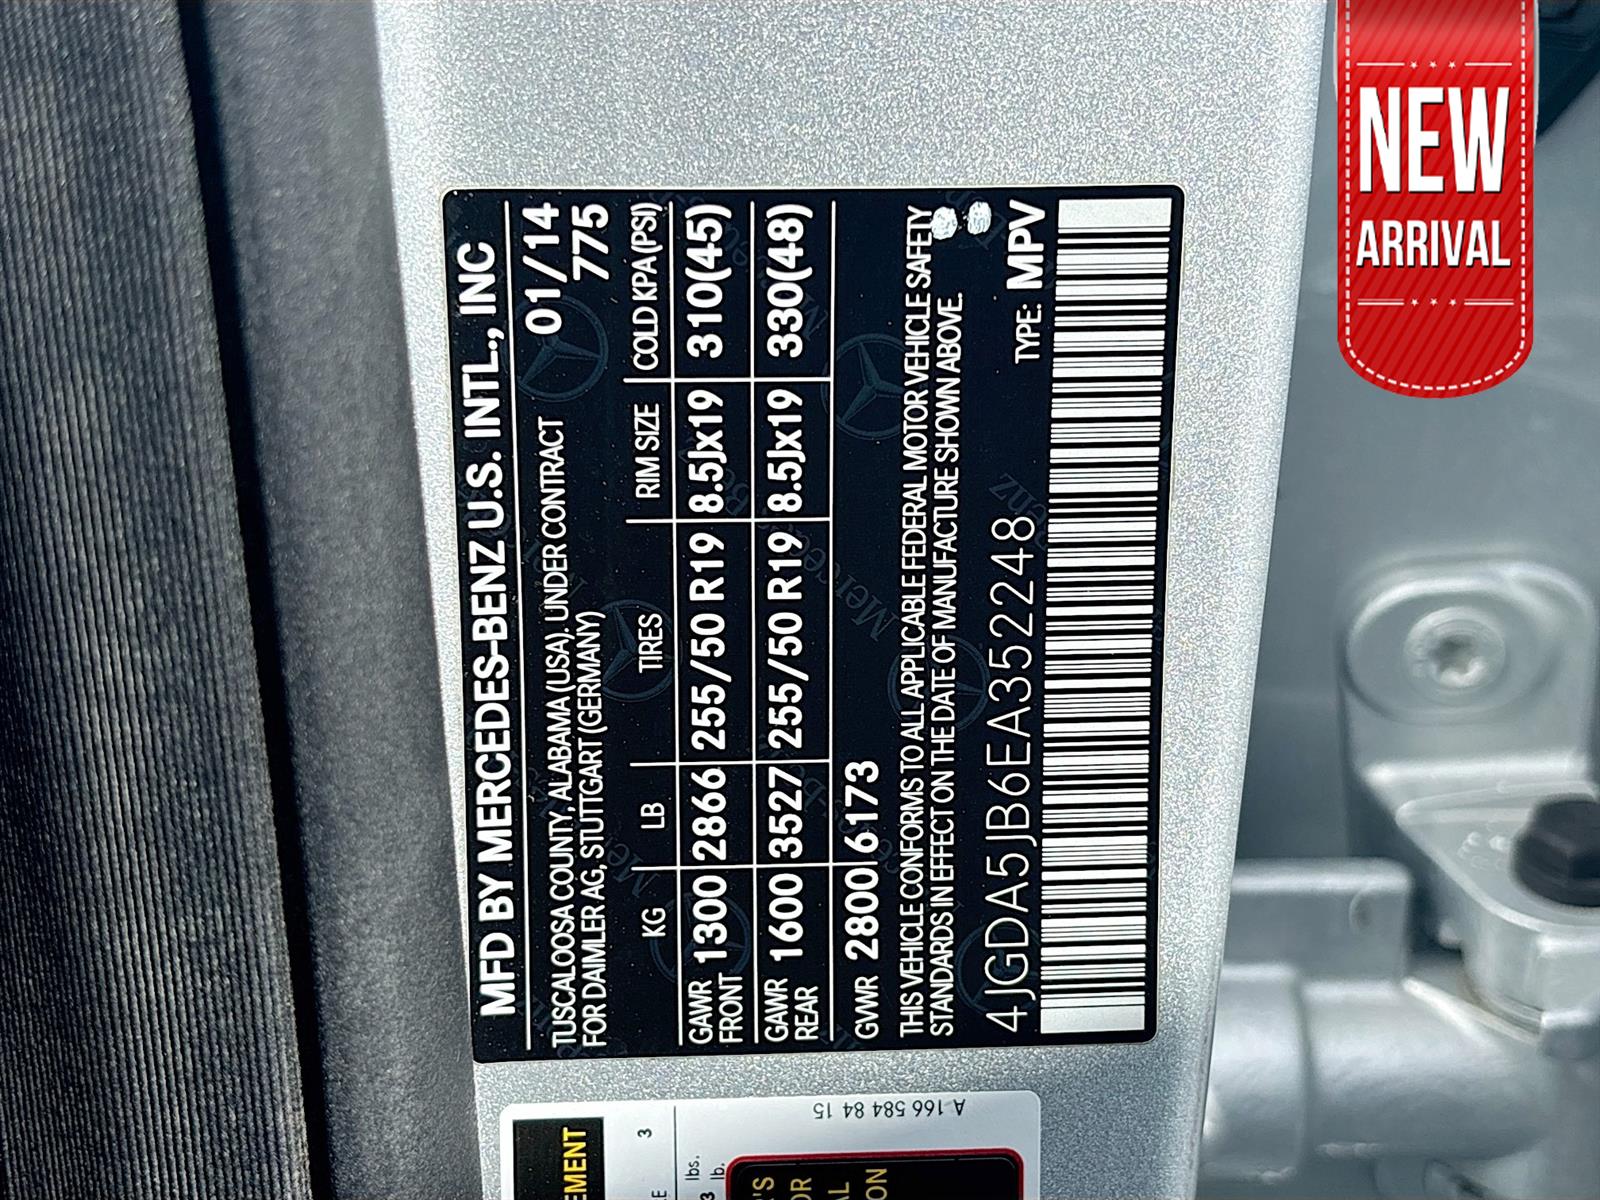 MFD BY MERCEDES-BENZ U.S. INTL., INC
TUSCALOOSA COUNTY, ALABAMA (USA), UNDER CONTRACT 01/14
FOR DAIMLER AG, STUTTGART (GERMANY) 775
KG LB TIRES RIM SIZE COLD KPA (PSI)
GAWR FRONT 1300 2866 255/50 R19 8.5Jx19 310(45)
GAWR REAR 1600 3527 255/50 R19 8.5Jx19 330(48)
GVWR 2800 6173
THIS VEHICLE CONFORMS TO ALL APPLICABLE FEDERAL MOTOR VEHICLE SAFETY
STANDARDS IN EFFECT ON THE DATE OF MANUFACTURE SHOWN ABOVE.
4JGDA5JB6EA352248 TYPE: MPV
A 166 584 84 15
3
lbs.
lb.
NEW
ARRIVAL